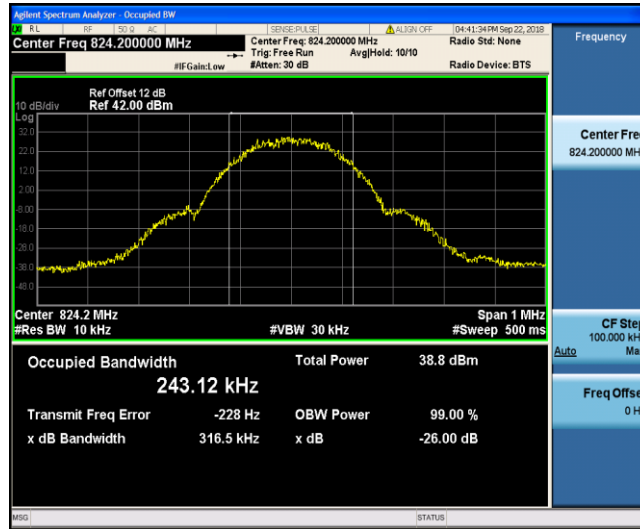 Agilent Spectrum Analyzer - Occupied BW
RL RF 50 Ω AC SENSE:PULSE ALIGN OFF 04:41:34 PM Sep 22, 2018
Center Freq 824.200000 MHz
Center Freq: 824.200000 MHz Radio Std: None
Trig: Free Run Avg|Hold: 10/10
#IFGain:Low #Atten: 30 dB Radio Device: BTS
Frequency
Ref Offset 12 dB
10 dB/div Ref 42.00 dBm
Log
32.0
22.0
12.0
2.00
-8.00
-18.0
-28.0
-38.0
-48.0
Center Fre
824.200000 MH
Center 824.2 MHz Span 1 MHz
#Res BW 10 kHz #VBW 30 kHz #Sweep 500 ms
CF Step
100.000 kH
Auto Ma
Occupied Bandwidth Total Power 38.8 dBm
243.12 kHz
Transmit Freq Error -228 Hz OBW Power 99.00 %
x dB Bandwidth 316.5 kHz x dB -26.00 dB
Freq Offse
0 H
MSG STATUS